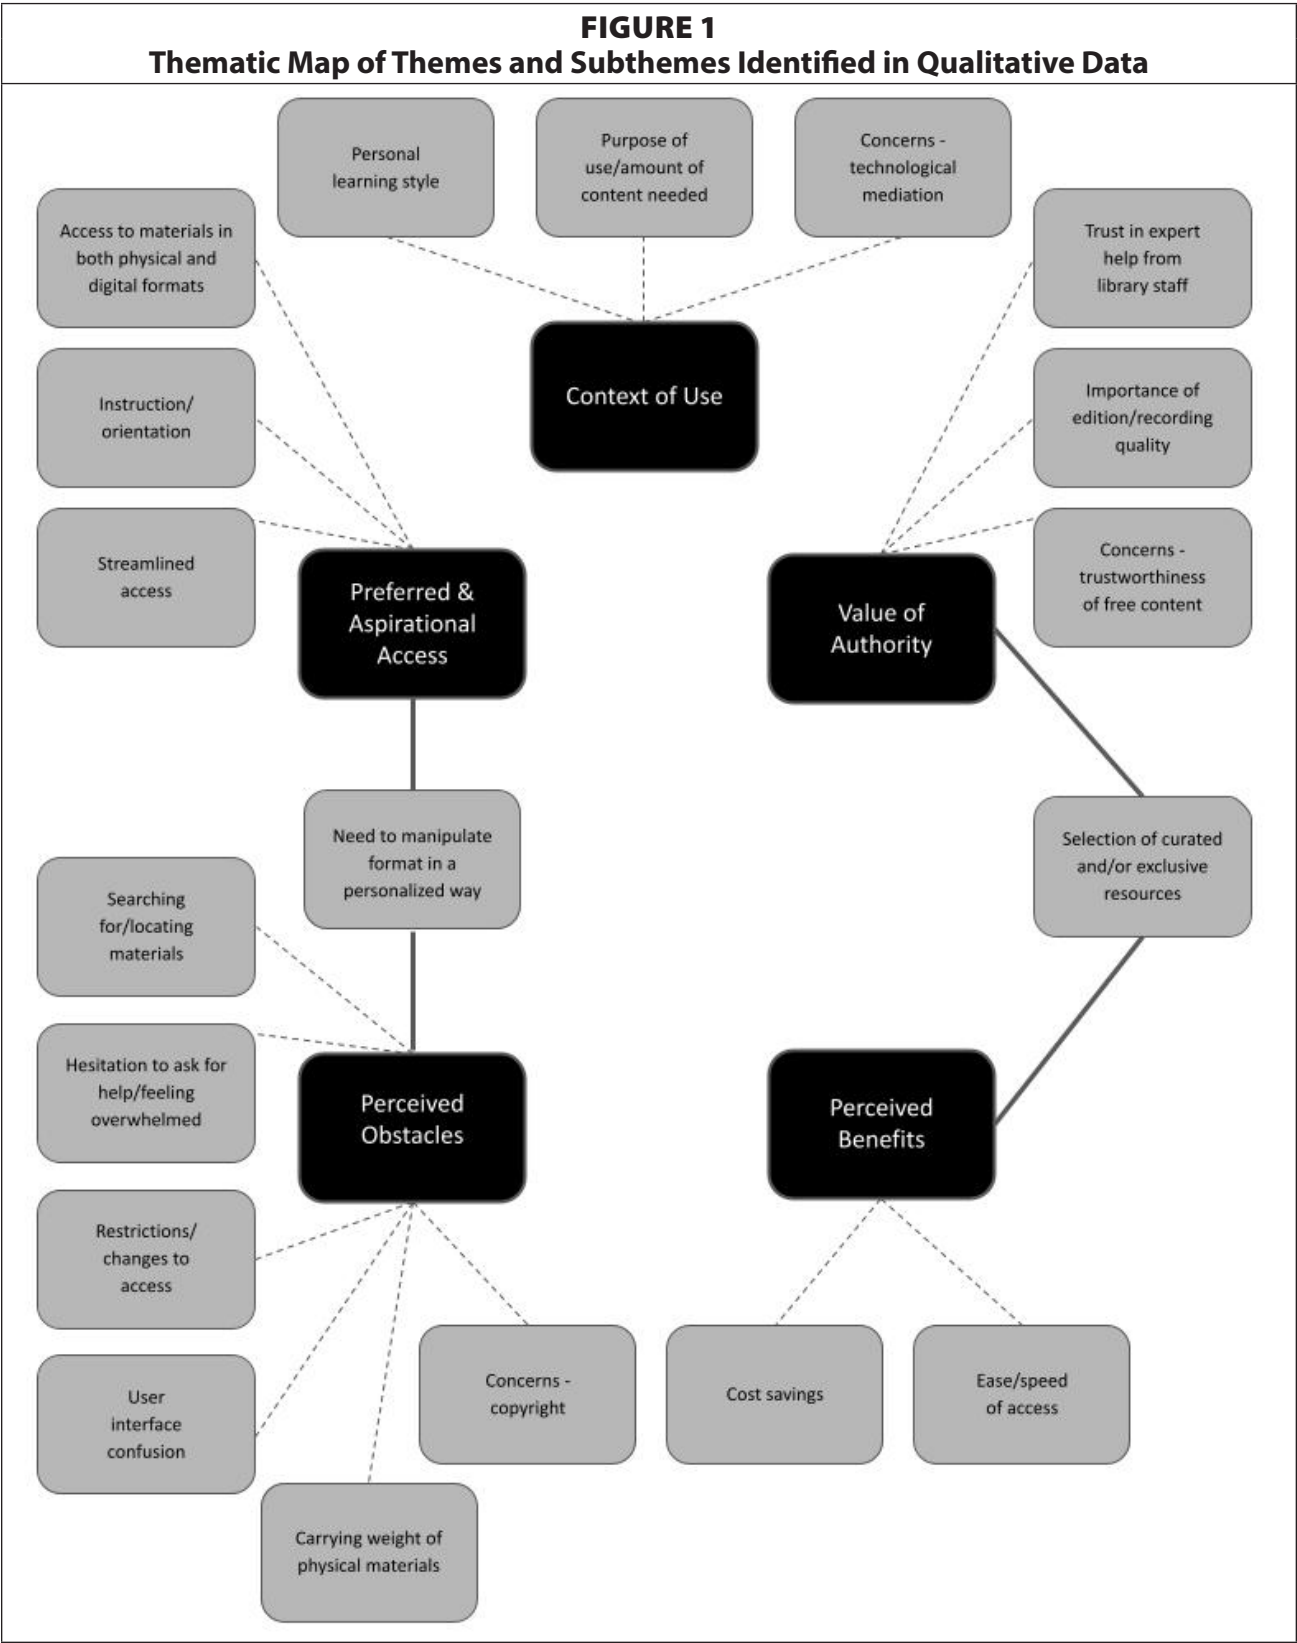 FIGURE 1
Thematic Map of Themes and Subthemes Identified in Qualitative Data
Personal
learning style
Purpose of
use/amount of
content needed
Concerns -
technological
mediation
Access to materials in
both physical and
digital formats
Trust in expert
help from
library staff
Context of Use
Instruction/
orientation
Importance of
edition/recording
quality
Streamlined
access
Concerns -
trustworthiness
of free content
Preferred &
Aspirational
Access
Value of
Authority
Need to manipulate
format in a
personalized way
Selection of curated
and/or exclusive
resources
Searching
for/locating
materials
Hesitation to ask for
help/feeling
overwhelmed
Perceived
Obstacles
Perceived
Benefits
Restrictions/
changes to
access
User
interface
confusion
Concerns -
copyright
Cost savings
Ease/speed
of access
Carrying weight of
physical materials